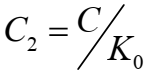 C₂ = C/K₀